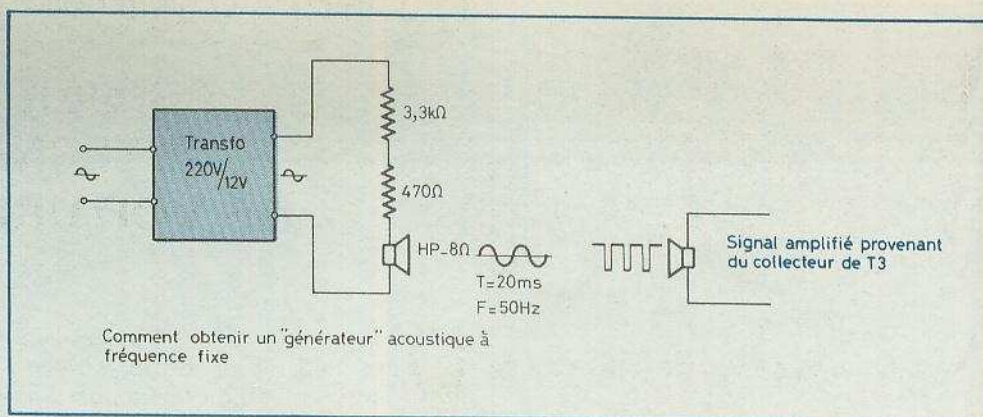 Transfo
220V/12V
3,3kΩ
470Ω
HP_8Ω
T=20ms
F=50Hz
Signal amplifié provenant
du collecteur de T3
Comment obtenir un "générateur" acoustique à
fréquence fixe